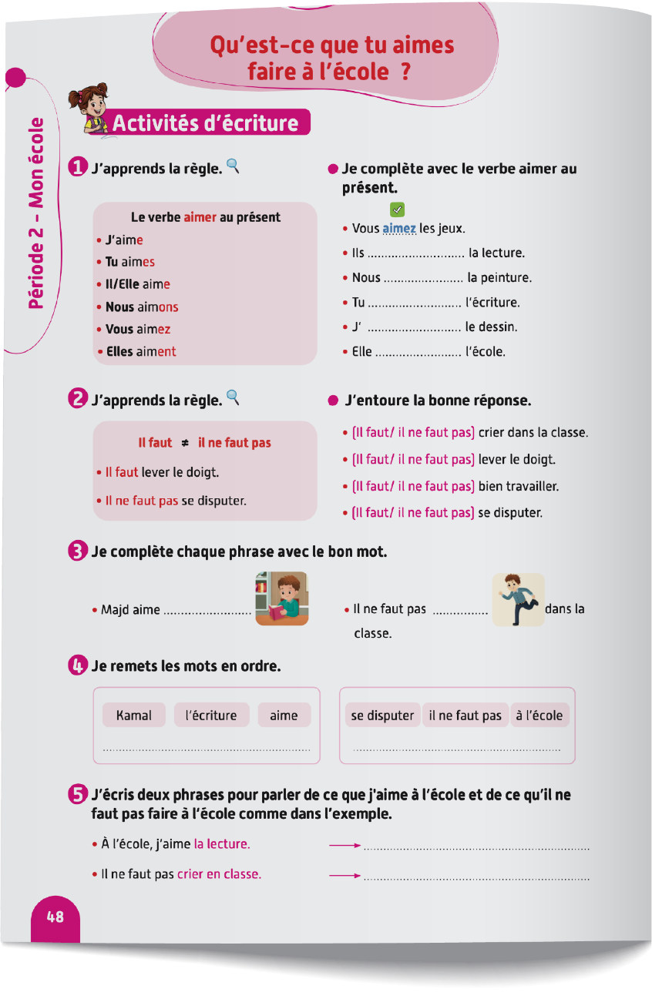 Qu’est-ce que tu aimes
faire à l’école ?
Période 2 - Mon école
Activités d’écriture
1 J’apprends la règle.
Le verbe aimer au présent
• J’aime
• Tu aimes
• Il/Elle aime
• Nous aimons
• Vous aimez
• Elles aiment
● Je complète avec le verbe aimer au
présent.
• Vous aimez les jeux.
• Ils ............................. la lecture.
• Nous ........................ la peinture.
• Tu ............................ l’écriture.
• J’ ............................ le dessin.
• Elle .......................... l’école.
2 J’apprends la règle.
Il faut ≠ il ne faut pas
• Il faut lever le doigt.
• Il ne faut pas se disputer.
● J’entoure la bonne réponse.
• (Il faut/ il ne faut pas) crier dans la classe.
• (Il faut/ il ne faut pas) lever le doigt.
• (Il faut/ il ne faut pas) bien travailler.
• (Il faut/ il ne faut pas) se disputer.
3 Je complète chaque phrase avec le bon mot.
• Majd aime ..........................
• Il ne faut pas ................ dans la
classe.
4 Je remets les mots en ordre.
Kamal l’écriture aime
..............................................................
se disputer il ne faut pas à l’école
..............................................................
5 J’écris deux phrases pour parler de ce que j'aime à l’école et de ce qu’il ne
faut pas faire à l’école comme dans l’exemple.
• À l’école, j’aime la lecture. → ..............................................................
• Il ne faut pas crier en classe. → ..............................................................
48